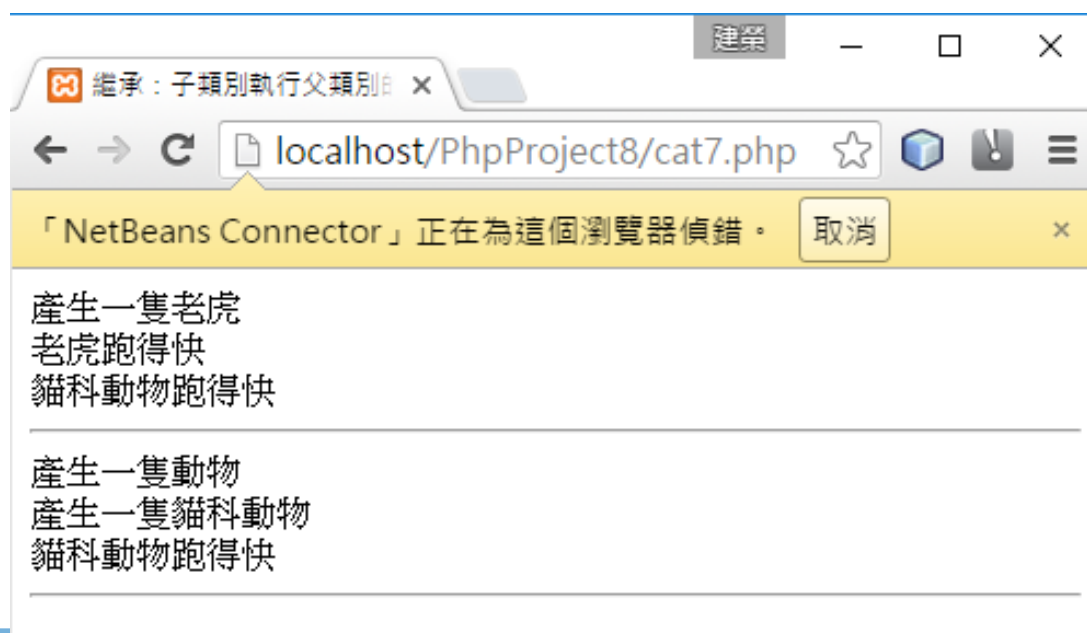 建榮
繼承：子類別執行父類別
localhost/PhpProject8/cat7.php
「NetBeans Connector」正在為這個瀏覽器偵錯。 取消
產生一隻老虎
老虎跑得快
貓科動物跑得快
產生一隻動物
產生一隻貓科動物
貓科動物跑得快